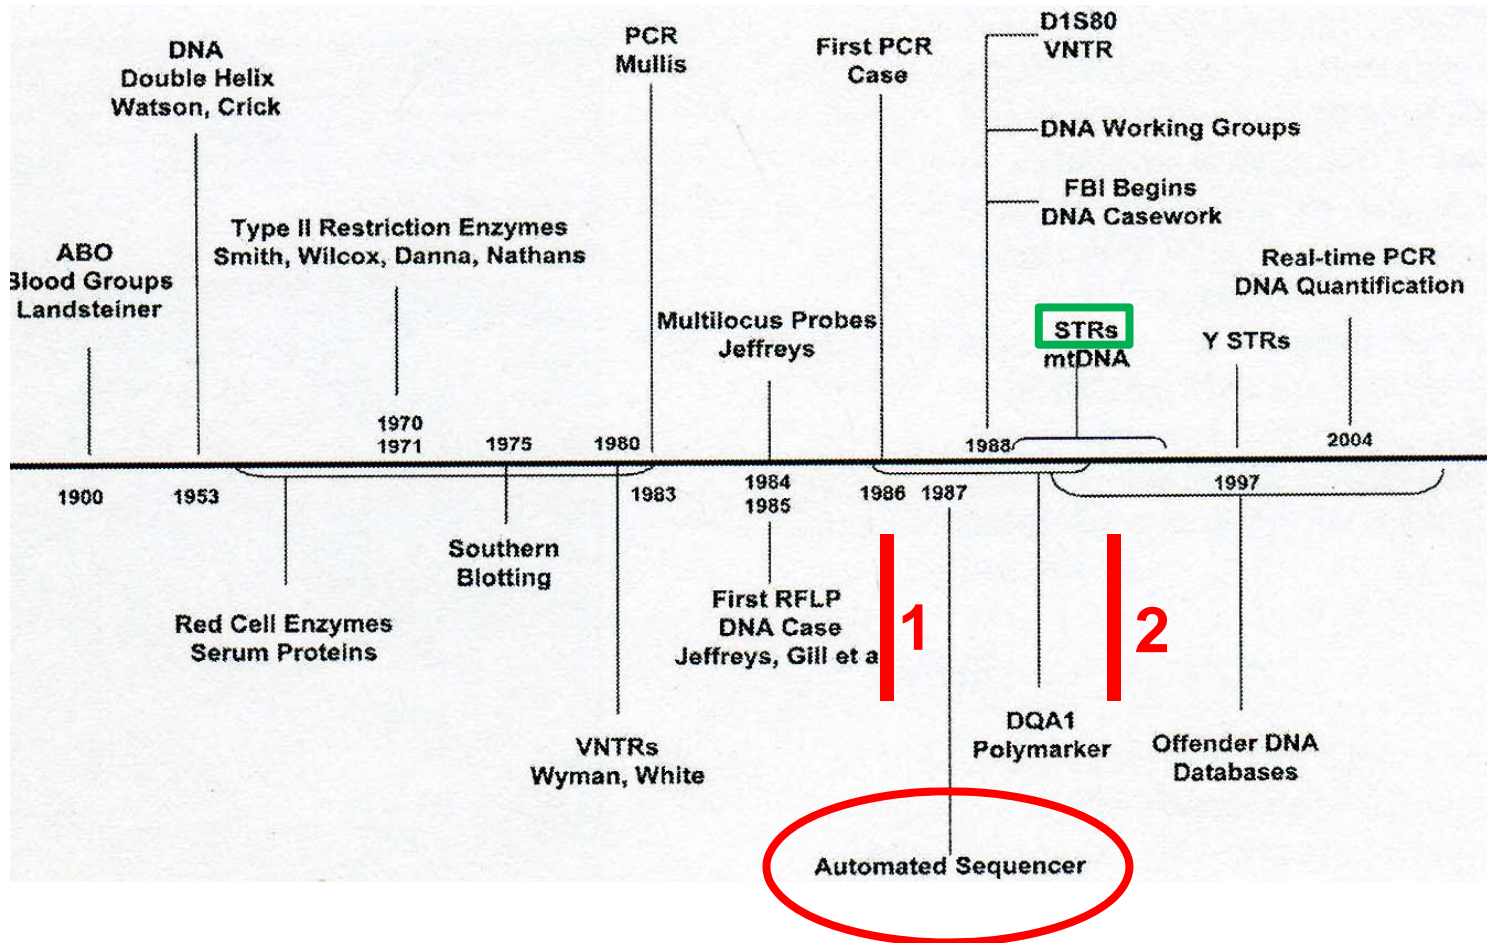 DNA
Double Helix
Watson, Crick
PCR
Mullis
First PCR
Case
D1S80
VNTR
DNA Working Groups
FBI Begins
DNA Casework
Type II Restriction Enzymes
Smith, Wilcox, Danna, Nathans
ABO
Blood Groups
Landsteiner
Real-time PCR
DNA Quantification
Multilocus Probes
Jeffreys
STRs
mtDNA
Y STRs
1970
1971
1975
1980
1988
2004
1900
1953
1983
1984
1985
1986
1987
1997
Southern
Blotting
First RFLP
DNA Case
Jeffreys, Gill et a
1
2
Red Cell Enzymes
Serum Proteins
VNTRs
Wyman, White
DQA1
Polymarker
Offender DNA
Databases
Automated Sequencer